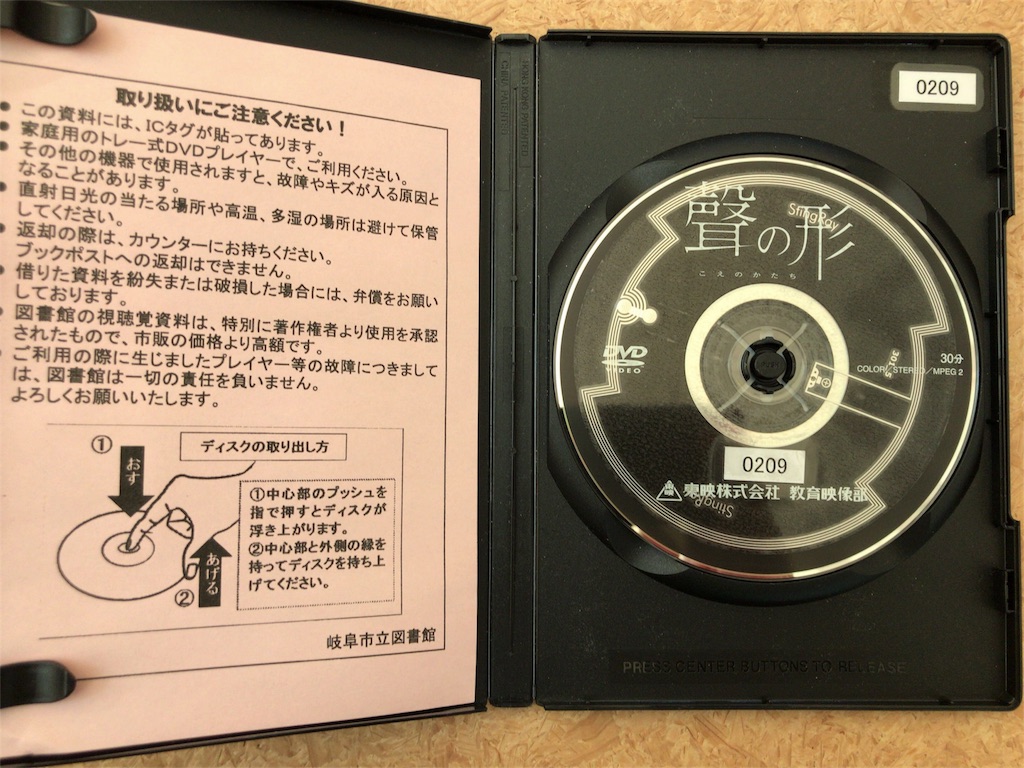 取り扱いにご注意ください！
● この資料には、ICタグが貼ってあります。
● 家庭用のトレー式DVDプレイヤーで、ご利用ください。
● その他の機器で使用されますと、故障やキズが入る原因と
なることがあります。
● 直射日光の当たる場所や高温、多湿の場所は避けて保管
してください。
● 返却の際は、カウンターにお持ちください。
ブックポストへの返却はできません。
● 借りた資料を紛失または破損した場合には、弁償をお願い
しております。
● 図書館の視聴覚資料は、特別に著作権者より使用を承認
されたもので、市販の価格より高額です。
● ご利用の際に生じましたプレイヤー等の故障につきまして
は、図書館は一切の責任を負いません。
よろしくお願いいたします。
ディスクの取り出し方
①
おす
①中心部のプッシュを
指で押すとディスクが
浮き上がります。
②中心部と外側の縁を
持ってディスクを持ち上
げてください。
②
あげる
岐阜市立図書館
HONG KONG PATENTED
0209
聲の形
StingRay
こえのかたち
DVD
VIDEO
30分
COLOR/STEREO/MPEG 2
0209
東映株式会社 教育映像部
PRESS CENTER BUTTONS TO RELEASE